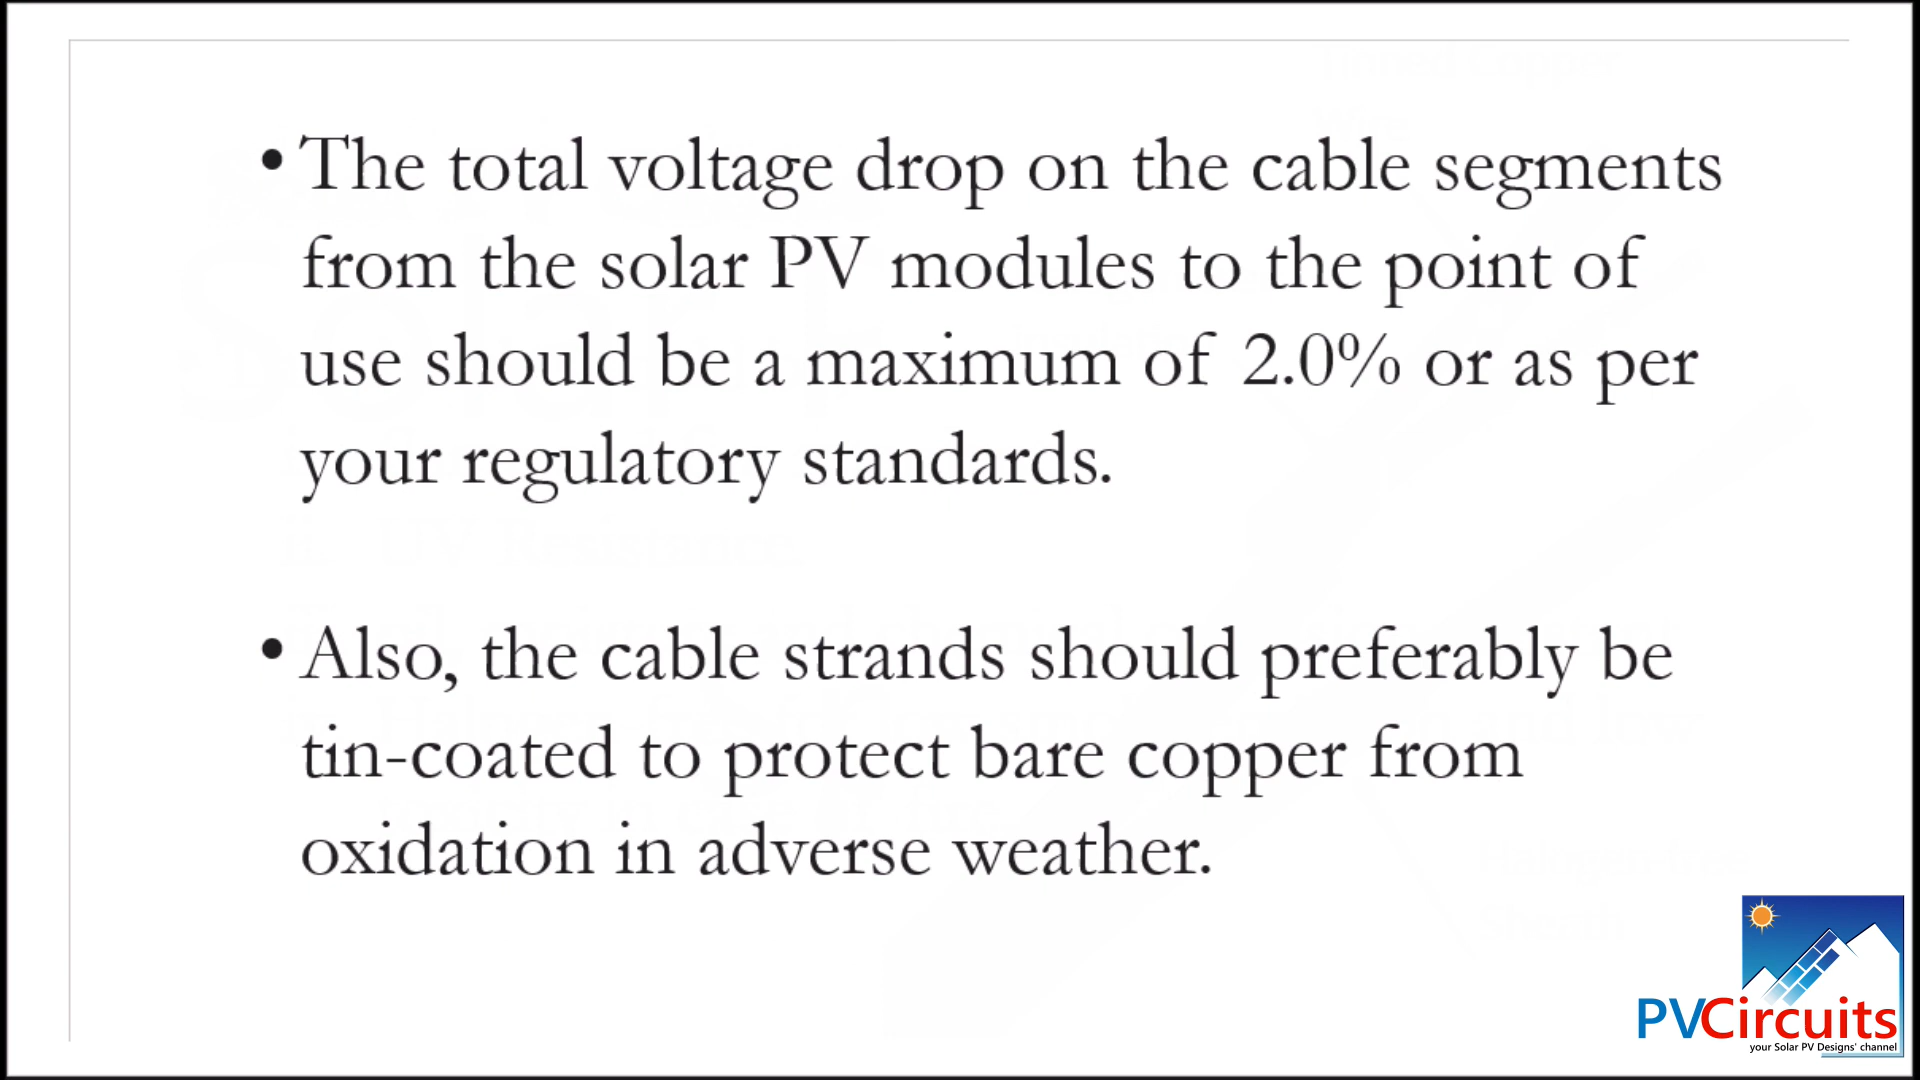 • The total voltage drop on the cable segments
from the solar PV modules to the point of
use should be a maximum of 2.0% or as per
your regulatory standards.
• Also, the cable strands should preferably be
tin-coated to protect bare copper from
oxidation in adverse weather.
PVCircuits
your Solar PV Designs' channel